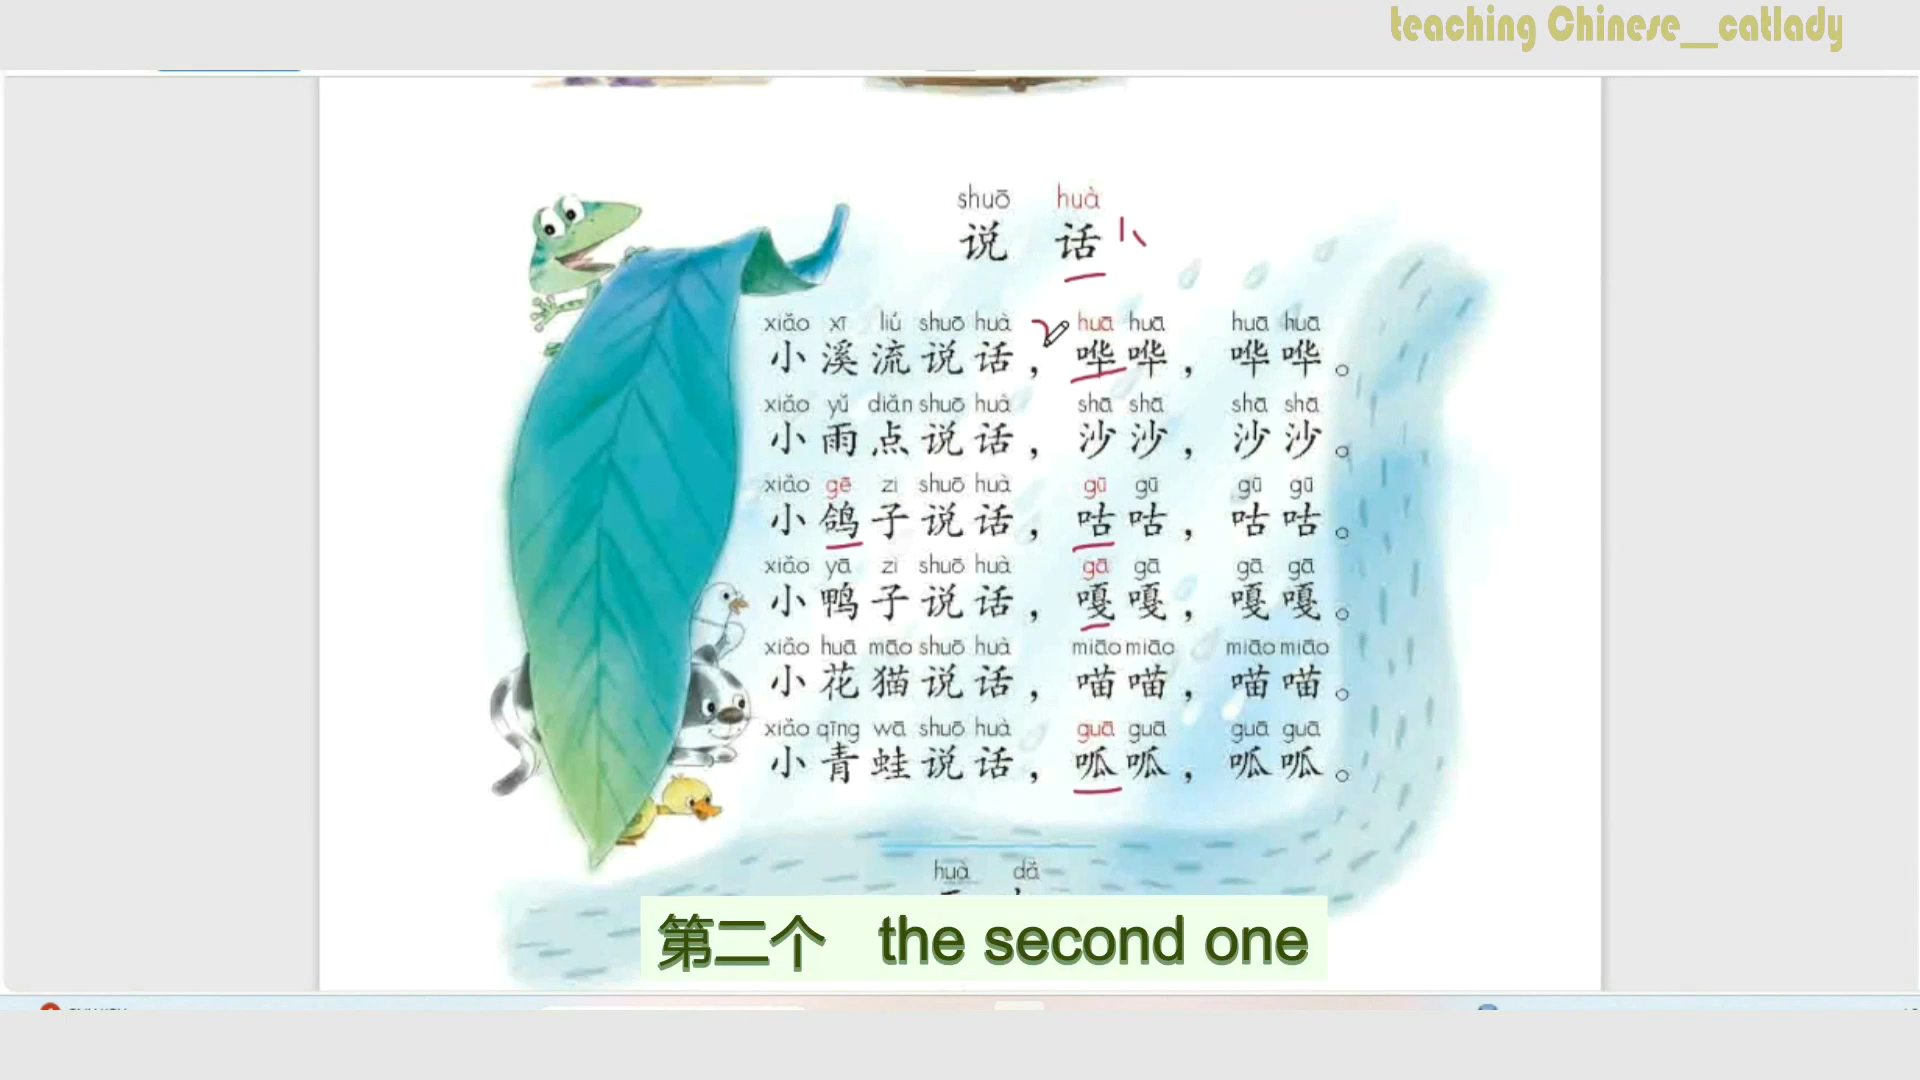 teaching Chinese__catlady
shuō huà
说 话 1、
xiǎo xī liú shuō huà huā huā huā huā
小溪流说话，哗哗，哗哗。
xiǎo yǔ diǎn shuō huà shā shā shā shā
小雨点说话，沙沙，沙沙。
xiǎo gē zi shuō huà gū gū gū gū
小鸽子说话，咕咕，咕咕。
xiǎo yā zi shuō huà gā gā gā gā
小鸭子说话，嘎嘎，嘎嘎。
xiǎo huā māo shuō huà miāo miāo miāo miāo
小花猫说话，喵喵，喵喵。
xiǎo qīng wā shuō huà guā guā guā guā
小青蛙说话，呱呱，呱呱。
huà dǎ
第二个 the second one